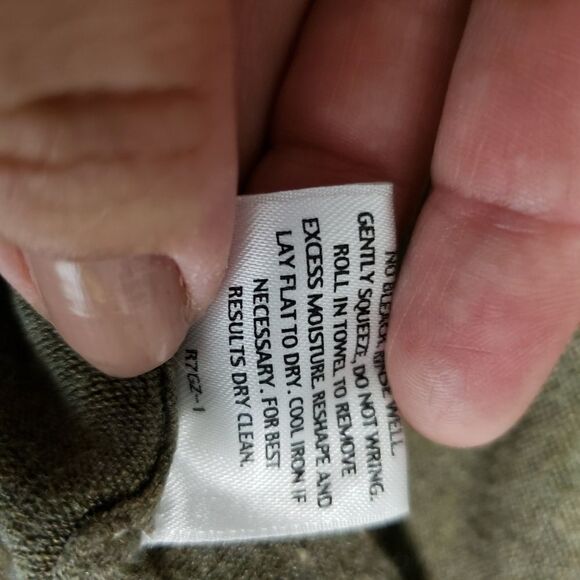 NO BLEACH, RINSE WELL.
GENTLY SQUEEZE, DO NOT WRING.
ROLL IN TOWEL TO REMOVE
EXCESS MOISTURE. RESHAPE AND
LAY FLAT TO DRY. COOL IRON IF
NECESSARY. FOR BEST
RESULTS DRY CLEAN.
R7GZ-1